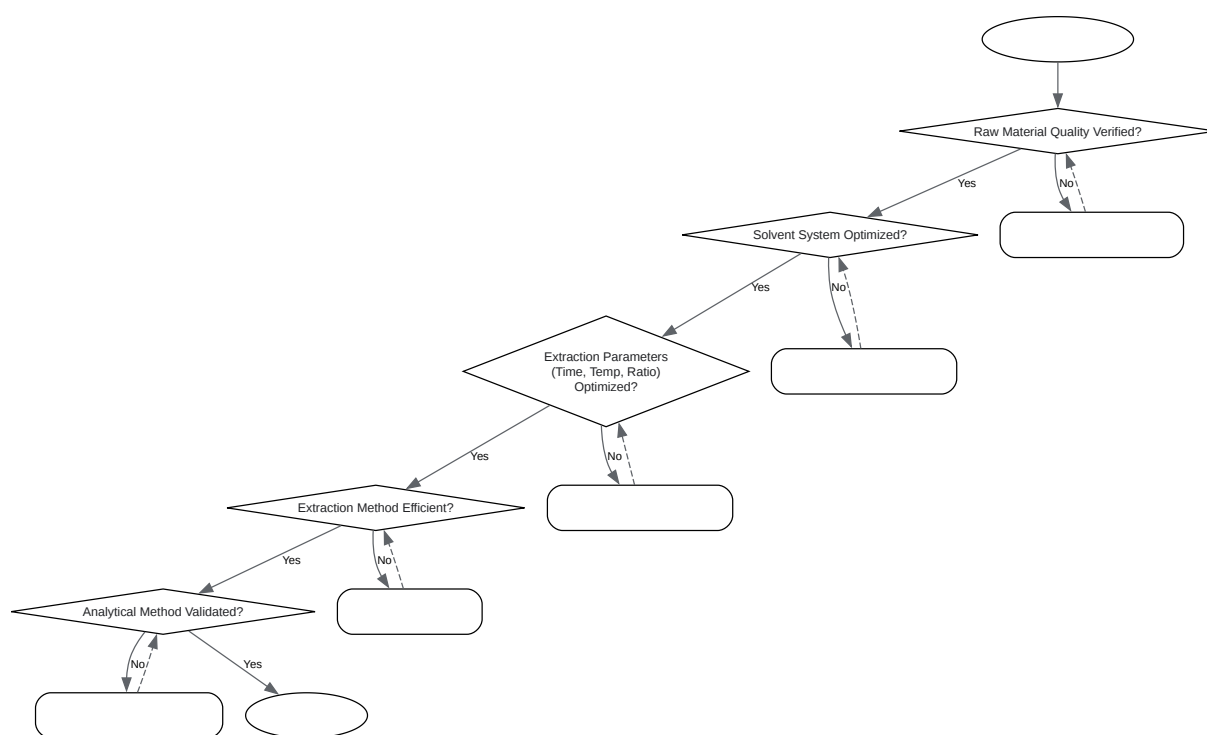 Raw Material Quality Verified?
Yes
No
Solvent System Optimized?
Yes
No
Extraction Parameters
(Time, Temp, Ratio)
Optimized?
Yes
No
Extraction Method Efficient?
Yes
No
Analytical Method Validated?
No
Yes